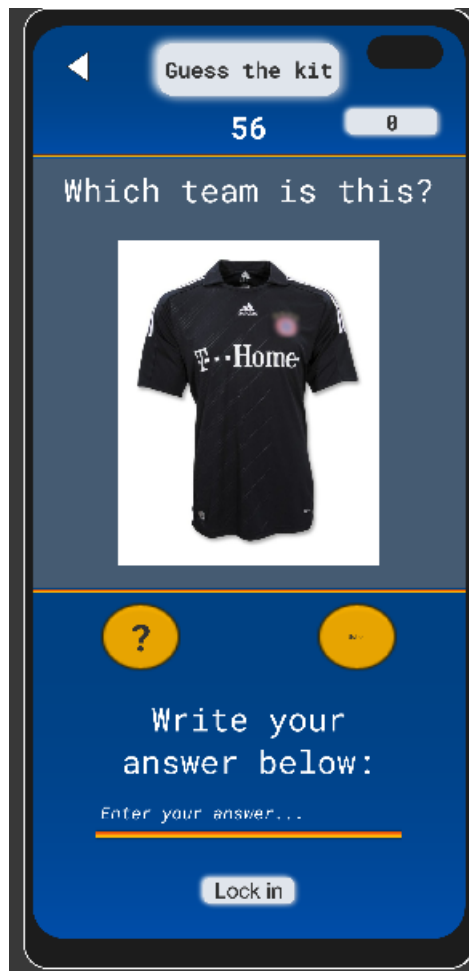 Guess the kit
56
0
Which team is this?
adidas
T··Home·
?
Write your
answer below:
Enter your answer...
Lock in